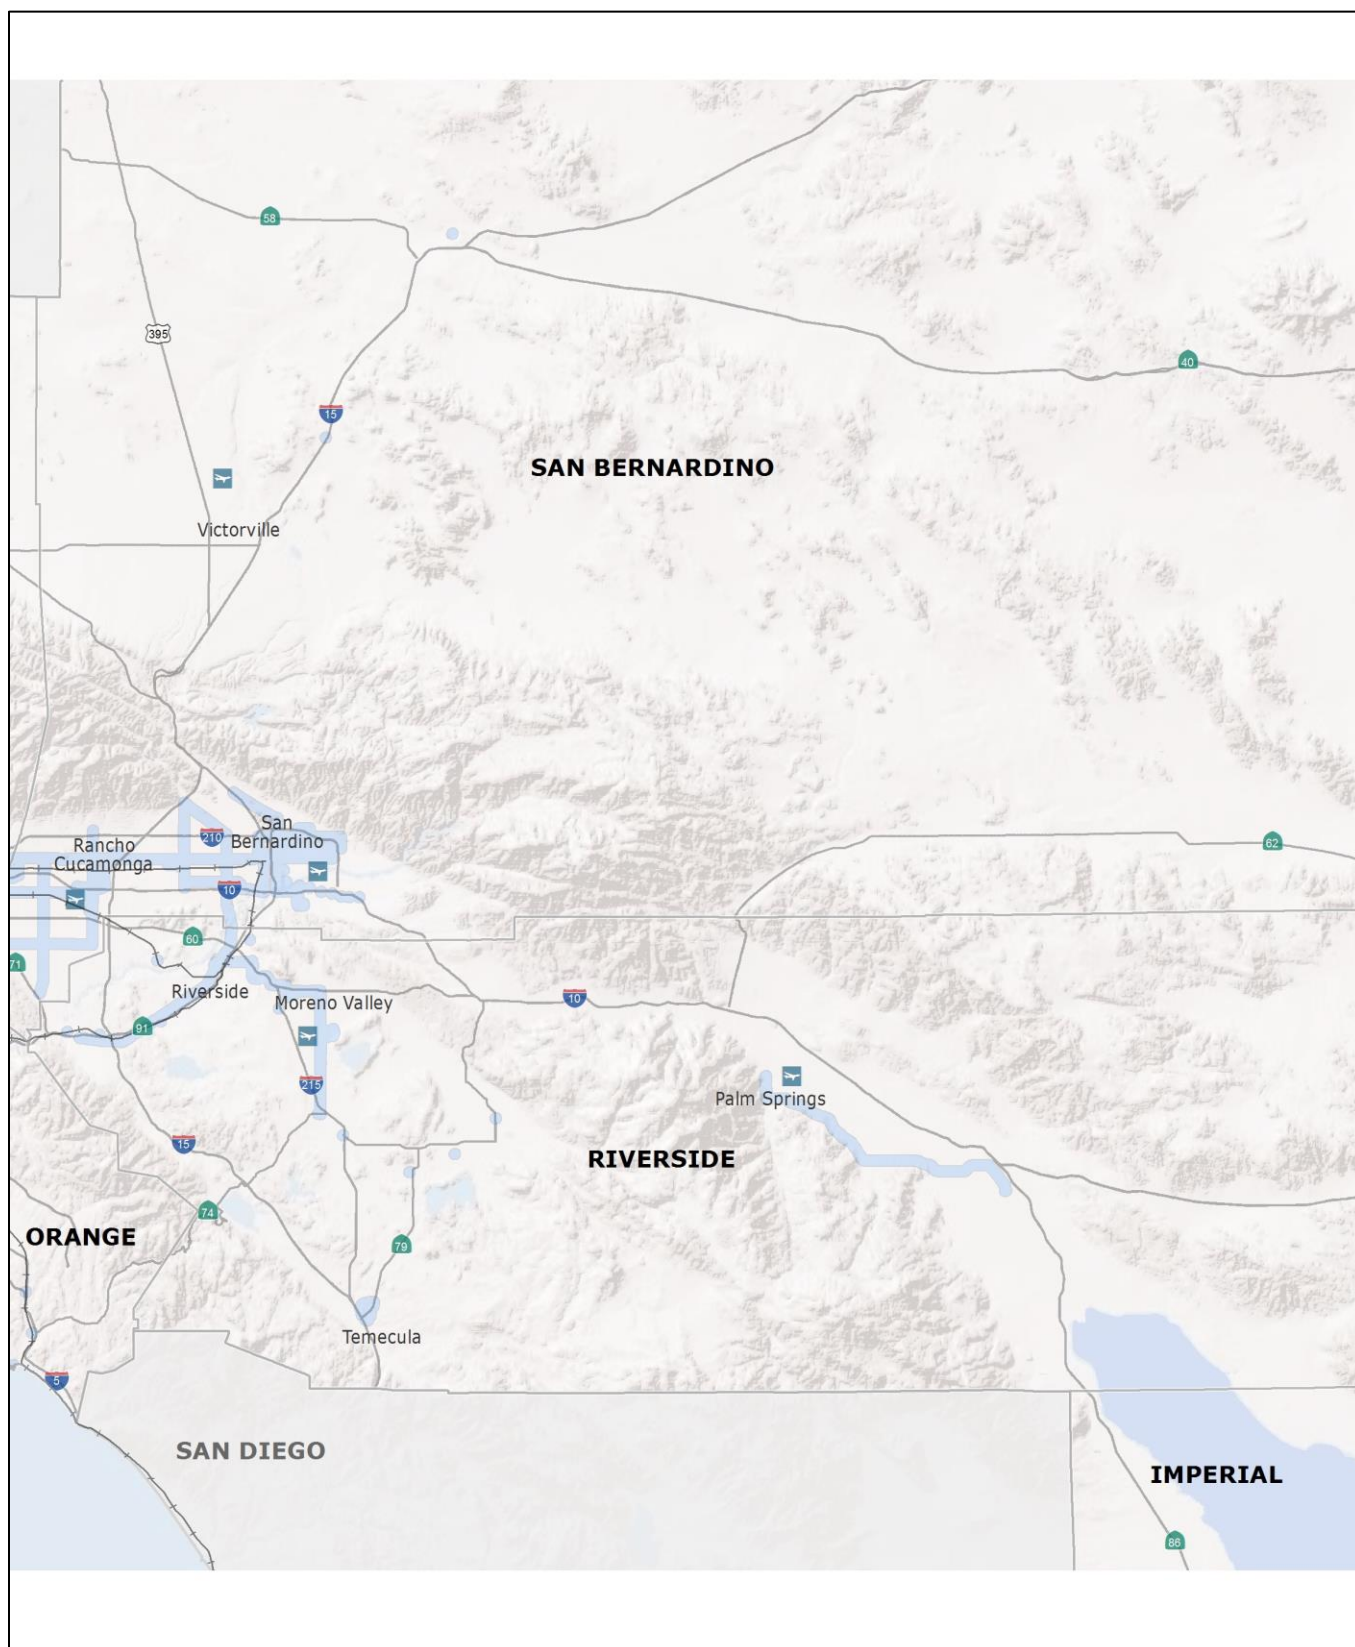 58
395
40
15
SAN BERNARDINO
Victorville
210
San
Bernardino
Rancho
Cucamonga
62
10
60
71
Riverside
Moreno Valley
10
91
215
Palm Springs
15
RIVERSIDE
74
ORANGE
79
Temecula
5
SAN DIEGO
IMPERIAL
86